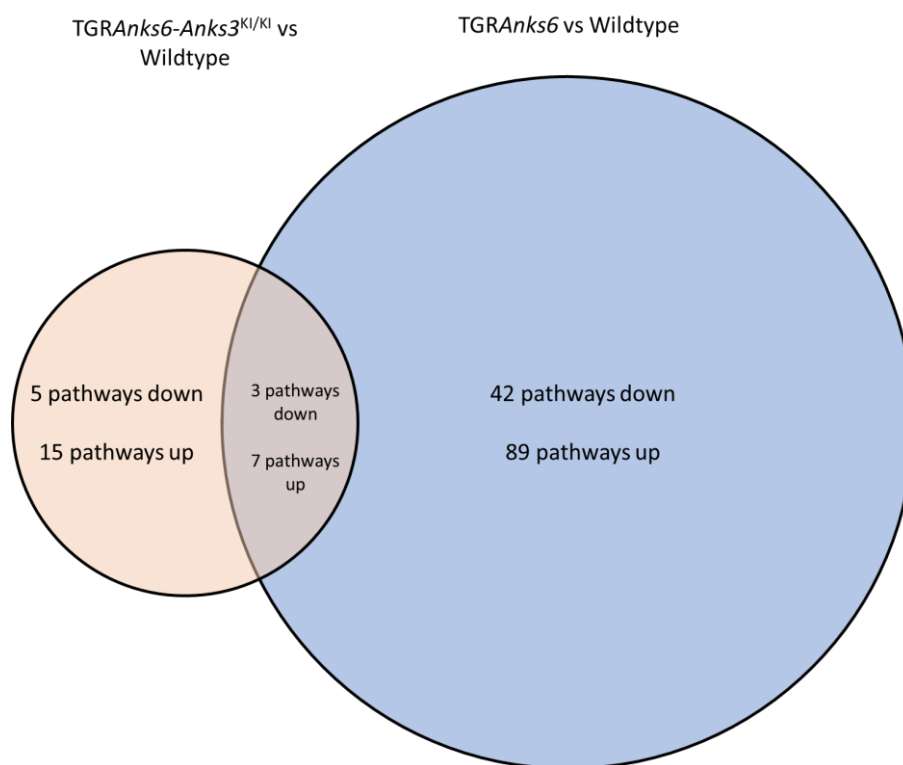 TGRAnks6-Anks3KI/KI vs
Wildtype
TGRAnks6 vs Wildtype
5 pathways down
15 pathways up
3 pathways
down
7 pathways
up
42 pathways down
89 pathways up